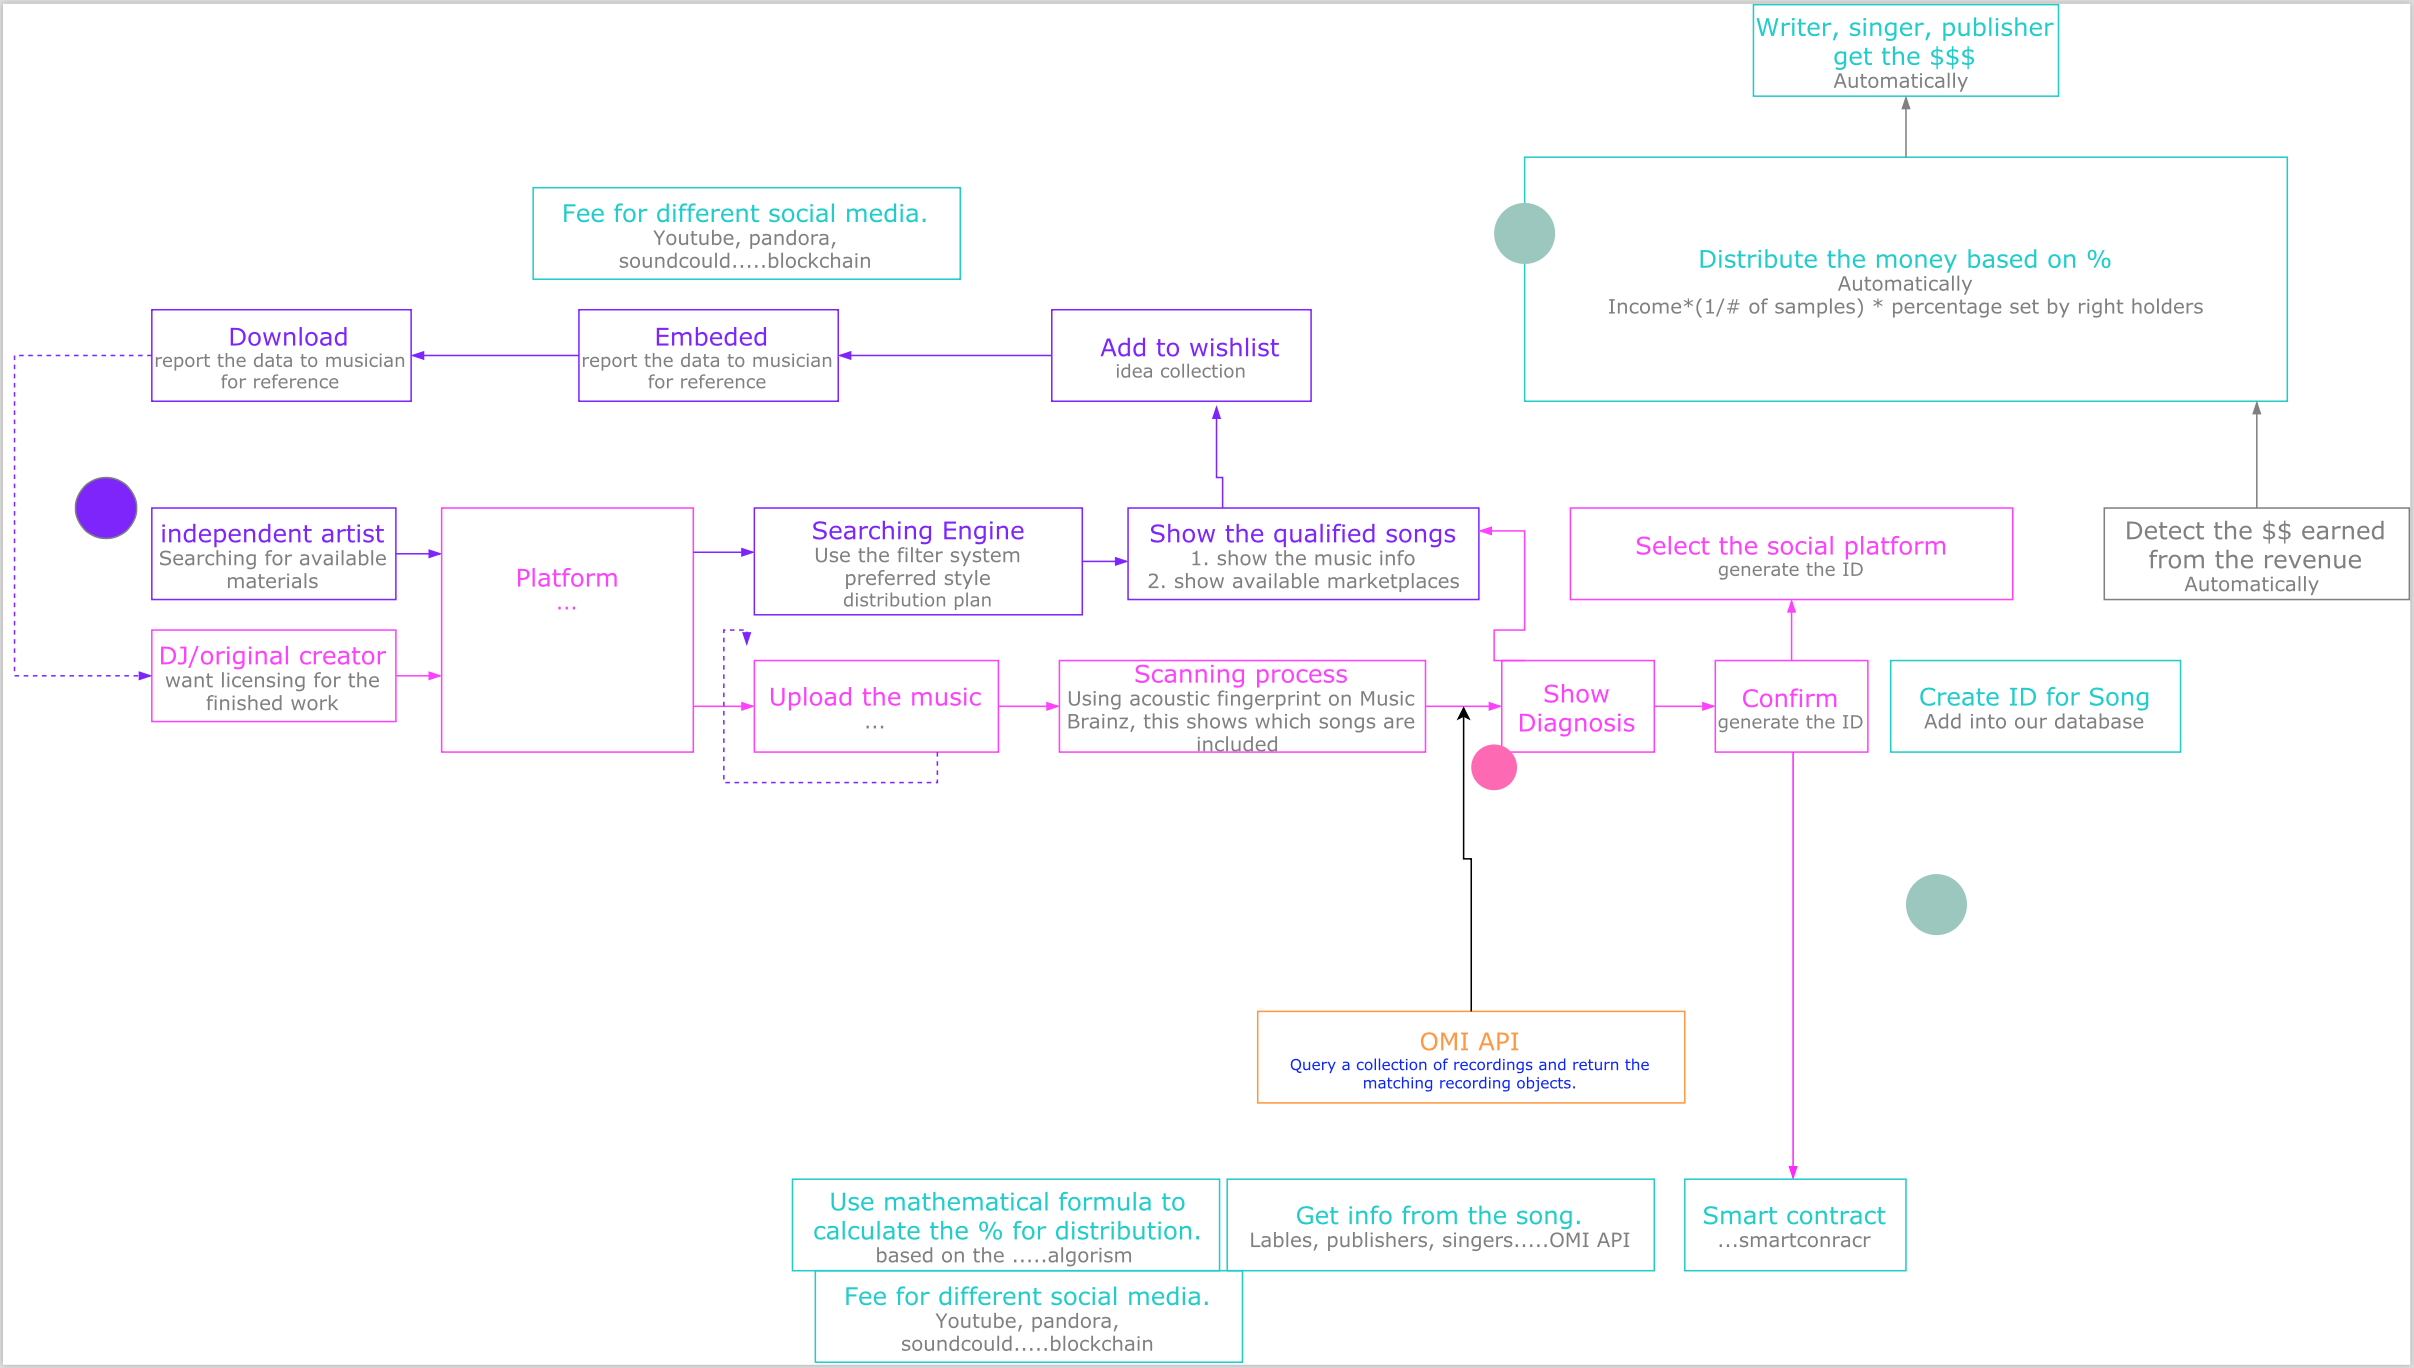 Writer, singer, publisher
get the $$$
Automatically
Fee for different social media.
Youtube, pandora,
soundcould.....blockchain
Distribute the money based on %
Automatically
Income*(1/# of samples) * percentage set by right holders
Download
report the data to musician
for reference
Embeded
report the data to musician
for reference
Add to wishlist
idea collection
independent artist
Searching for available
materials
Platform
...
Searching Engine
Use the filter system
preferred style
distribution plan
Show the qualified songs
1. show the music info
2. show available marketplaces
Select the social platform
generate the ID
Detect the $$ earned
from the revenue
Automatically
DJ/original creator
want licensing for the
finished work
Upload the music
...
Scanning process
Using acoustic fingerprint on Music
Brainz, this shows which songs are
included
Show
Diagnosis
Confirm
generate the ID
Create ID for Song
Add into our database
OMI API
Query a collection of recordings and return the
matching recording objects.
Use mathematical formula to
calculate the % for distribution.
based on the .....algorism
Get info from the song.
Lables, publishers, singers.....OMI API
Smart contract
...smartconracr
Fee for different social media.
Youtube, pandora,
soundcould.....blockchain